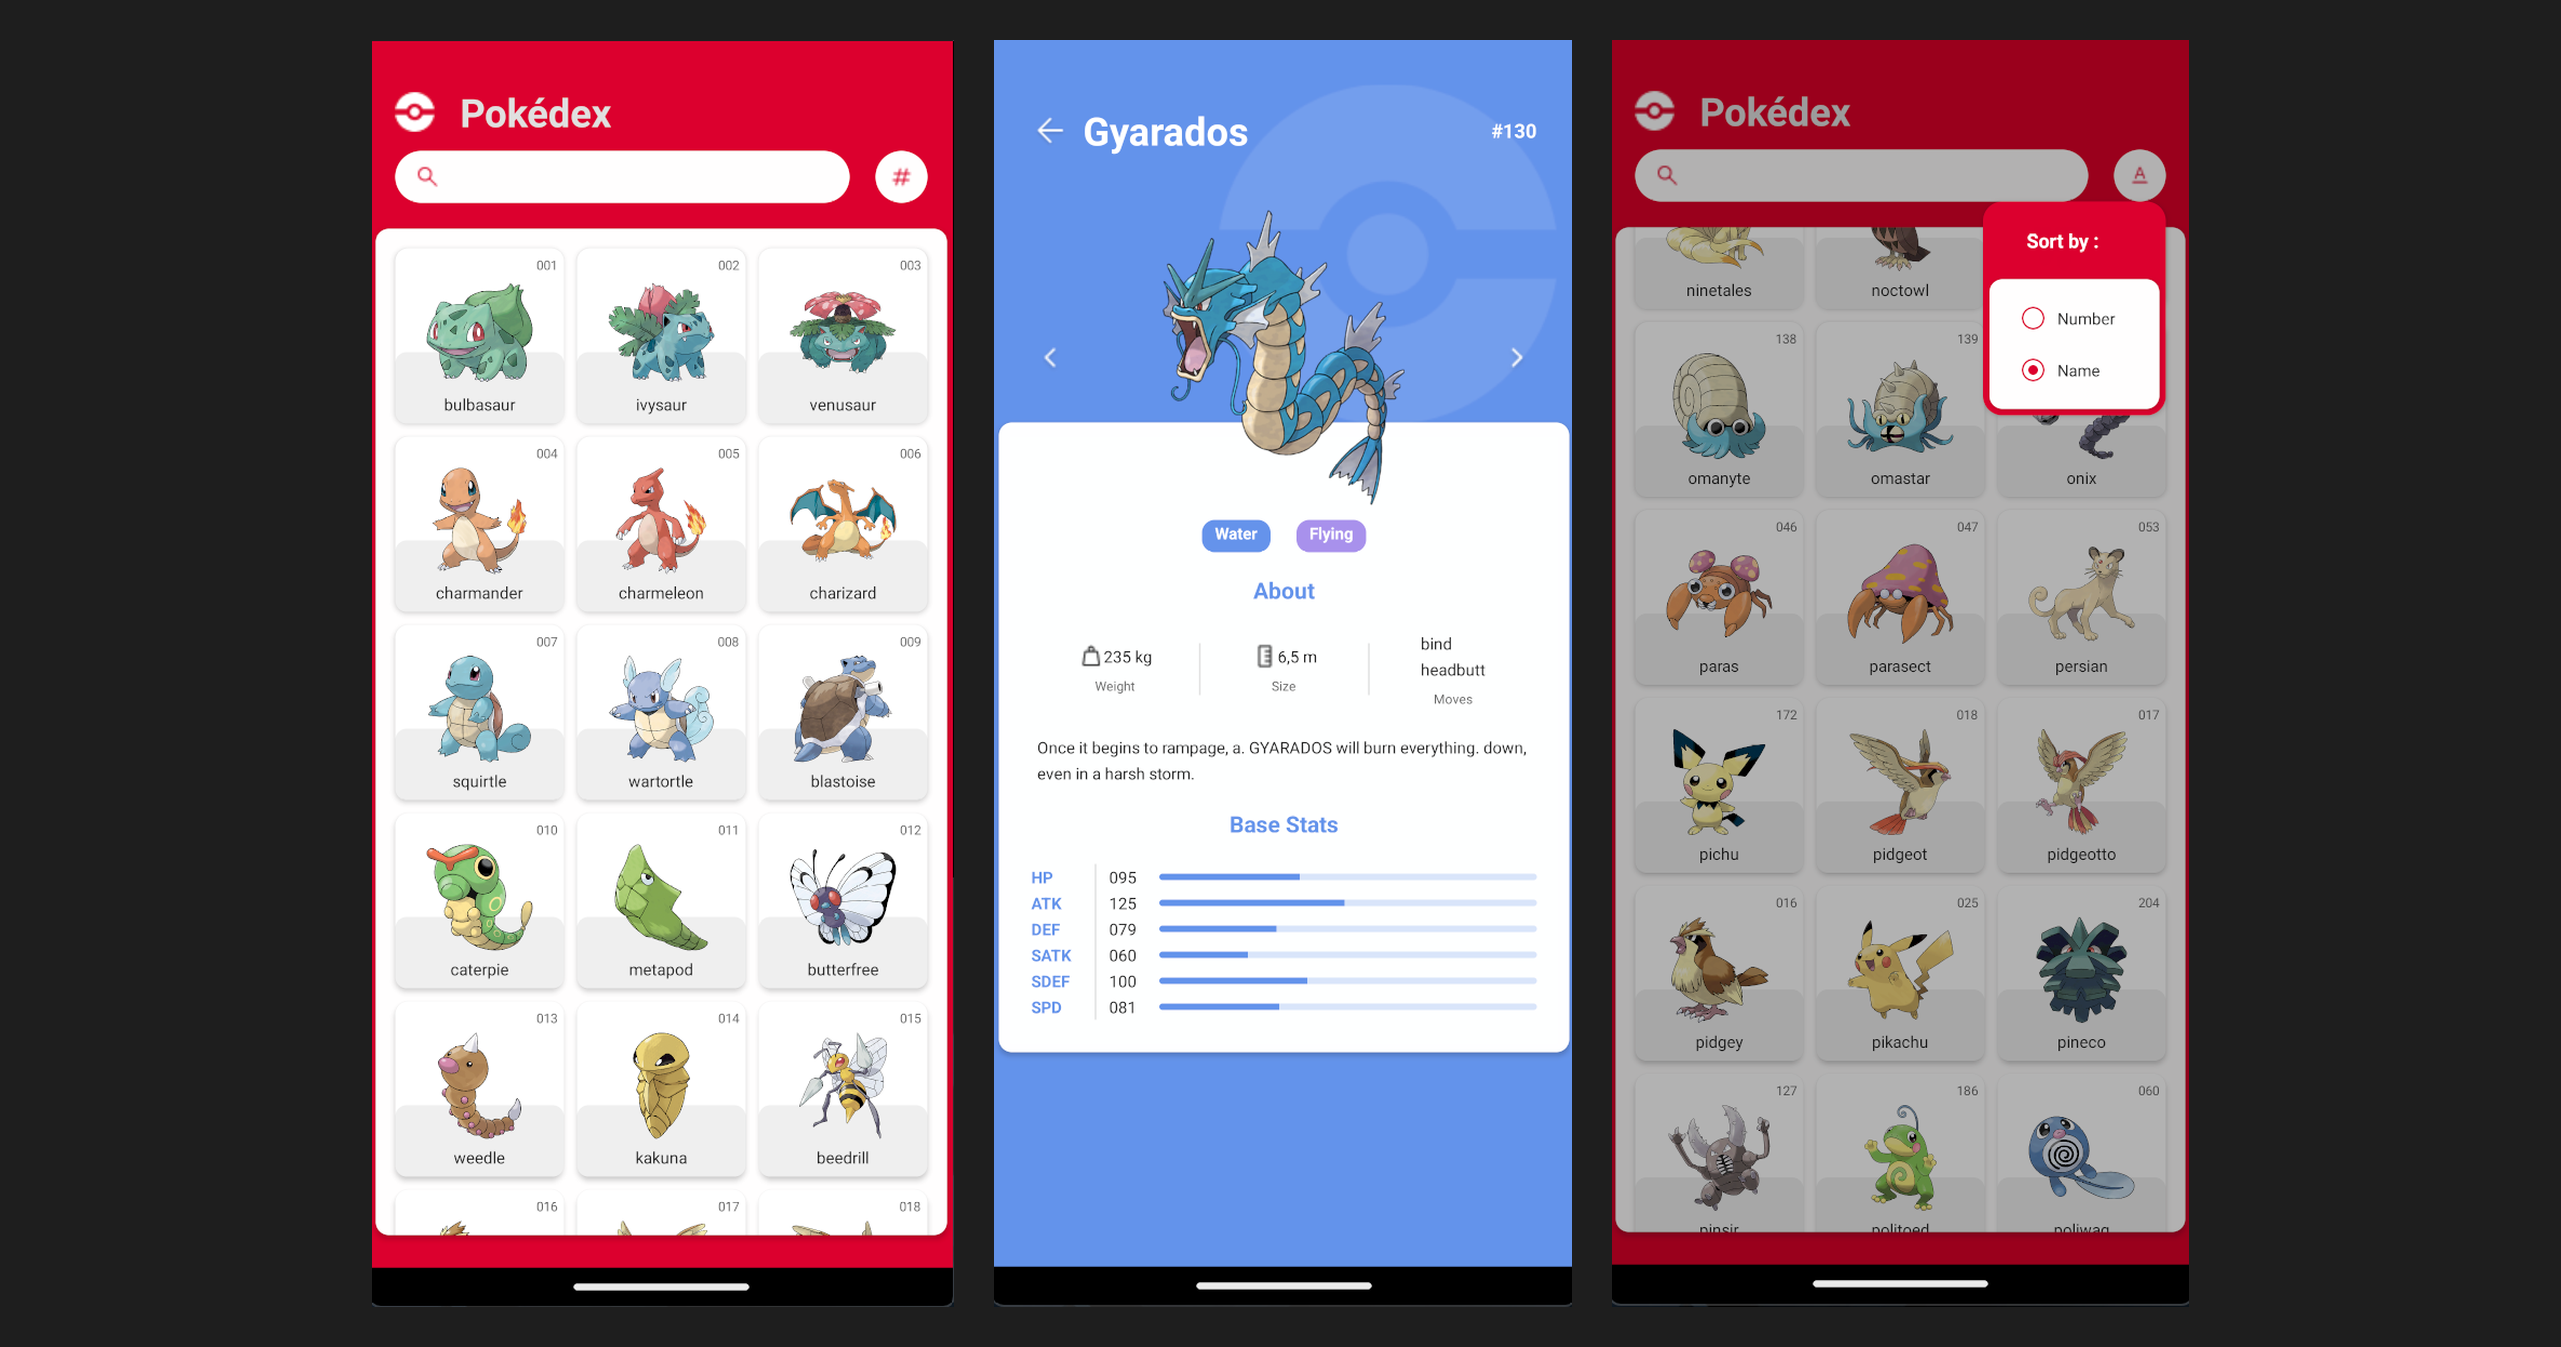 Pokédex
#
001
002
003
bulbasaur
ivysaur
venusaur
004
005
006
charmander
charmeleon
charizard
007
008
009
squirtle
wartortle
blastoise
010
011
012
caterpie
metapod
butterfree
013
014
015
weedle
kakuna
beedrill
016
017
018
Gyarados
#130
Water
Flying
About
235 kg
Weight
6,5 m
Size
bind
headbutt
Moves
Once it begins to rampage, a. GYARADOS will burn everything. down,
even in a harsh storm.
Base Stats
HP 095
ATK 125
DEF 079
SATK 060
SDEF 100
SPD 081
Pokédex
A
Sort by :
Number
Name
ninetales
noctowl
138
139
omanyte
omastar
onix
046
047
053
paras
parasect
persian
172
018
017
pichu
pidgeot
pidgeotto
016
025
204
pidgey
pikachu
pineco
127
186
060
pinsir
politoed
poliwag